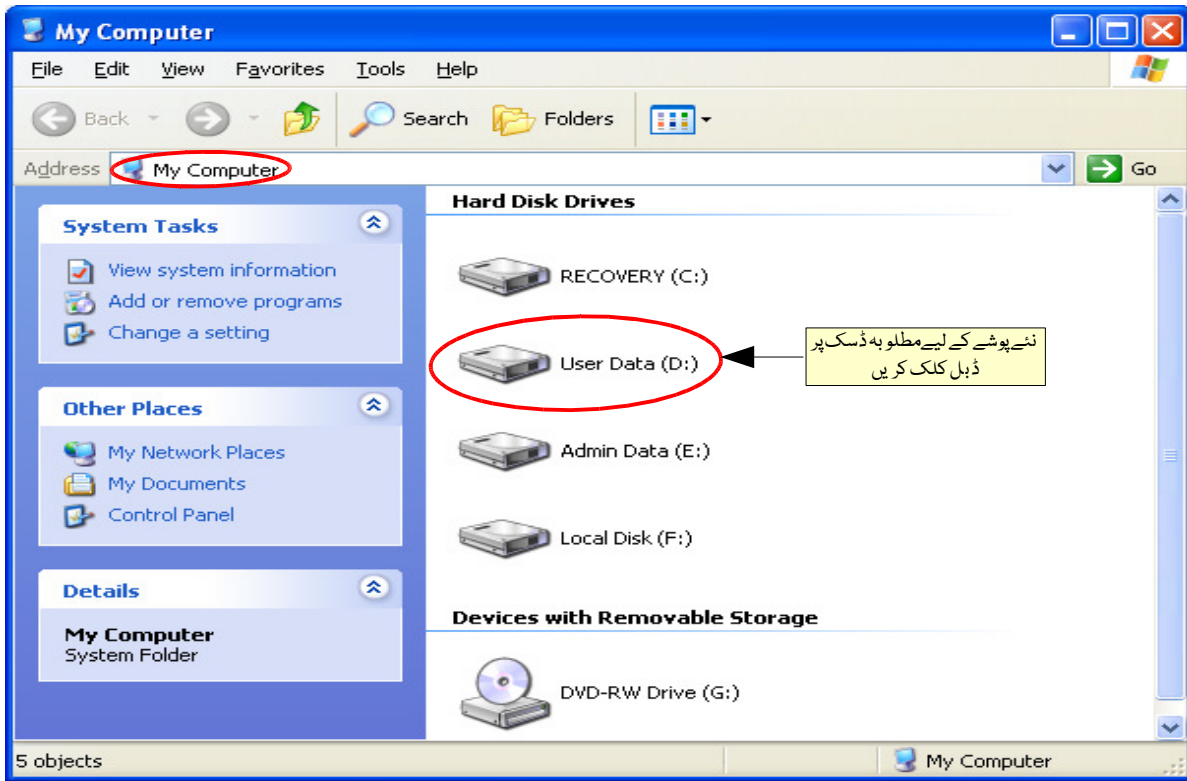 My Computer
File Edit View Favorites Tools Help
Back Search Folders
Address My Computer Go
System Tasks
View system information
Add or remove programs
Change a setting
Other Places
My Network Places
My Documents
Control Panel
Details
My Computer
System Folder
Hard Disk Drives
RECOVERY (C:)
User Data (D:)
نئے پوشے کے لیے مطلوبہ ڈسک پر
ڈبل کلک کریں
Admin Data (E:)
Local Disk (F:)
Devices with Removable Storage
DVD-RW Drive (G:)
5 objects My Computer